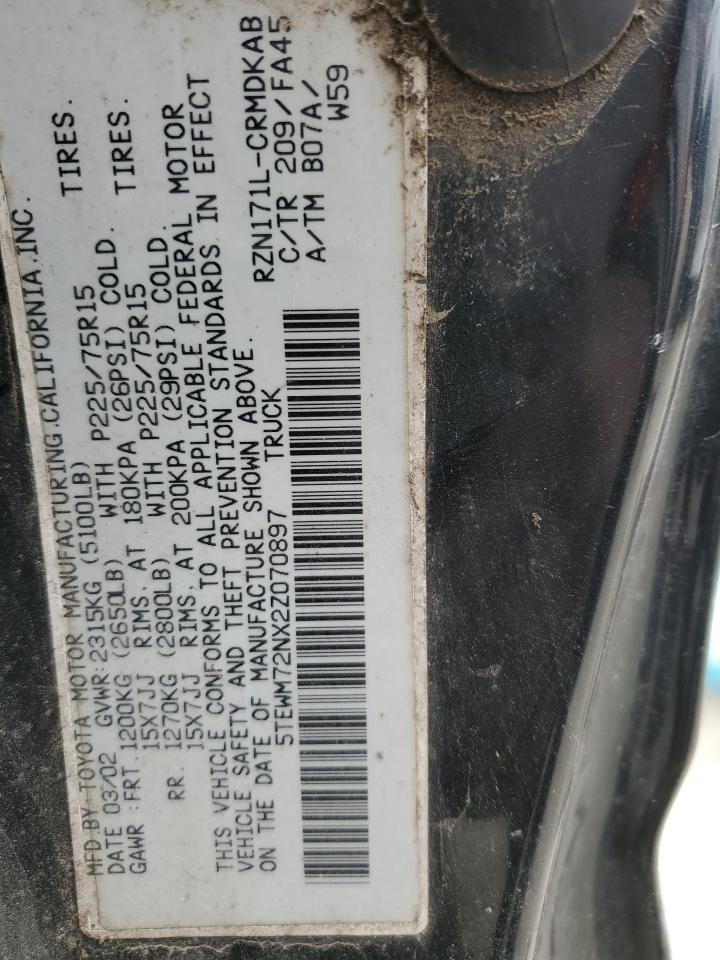 MFD BY TOYOTA MOTOR MANUFACTURING.CALIFORNIA.INC.
DATE 03/02 GVWR:2315KG (5100LB)
GAWR :FRT.1200KG (2650LB) WITH P225/75R15 TIRES.
15X7JJ RIMS. AT 180KPA (26PSI) COLD.
RR. 1270KG (2800LB) WITH P225/75R15 TIRES.
15X7JJ RIMS. AT 200KPA (29PSI) COLD.
THIS VEHICLE CONFORMS TO ALL APPLICABLE FEDERAL MOTOR
VEHICLE SAFETY AND THEFT PREVENTION STANDARDS IN EFFECT
ON THE DATE OF MANUFACTURE SHOWN ABOVE.
5TEWM72NX2Z070897 TRUCK
RZN171L-CRMDKAB
C/TR 209/FA45
A/TM B07A/
W59